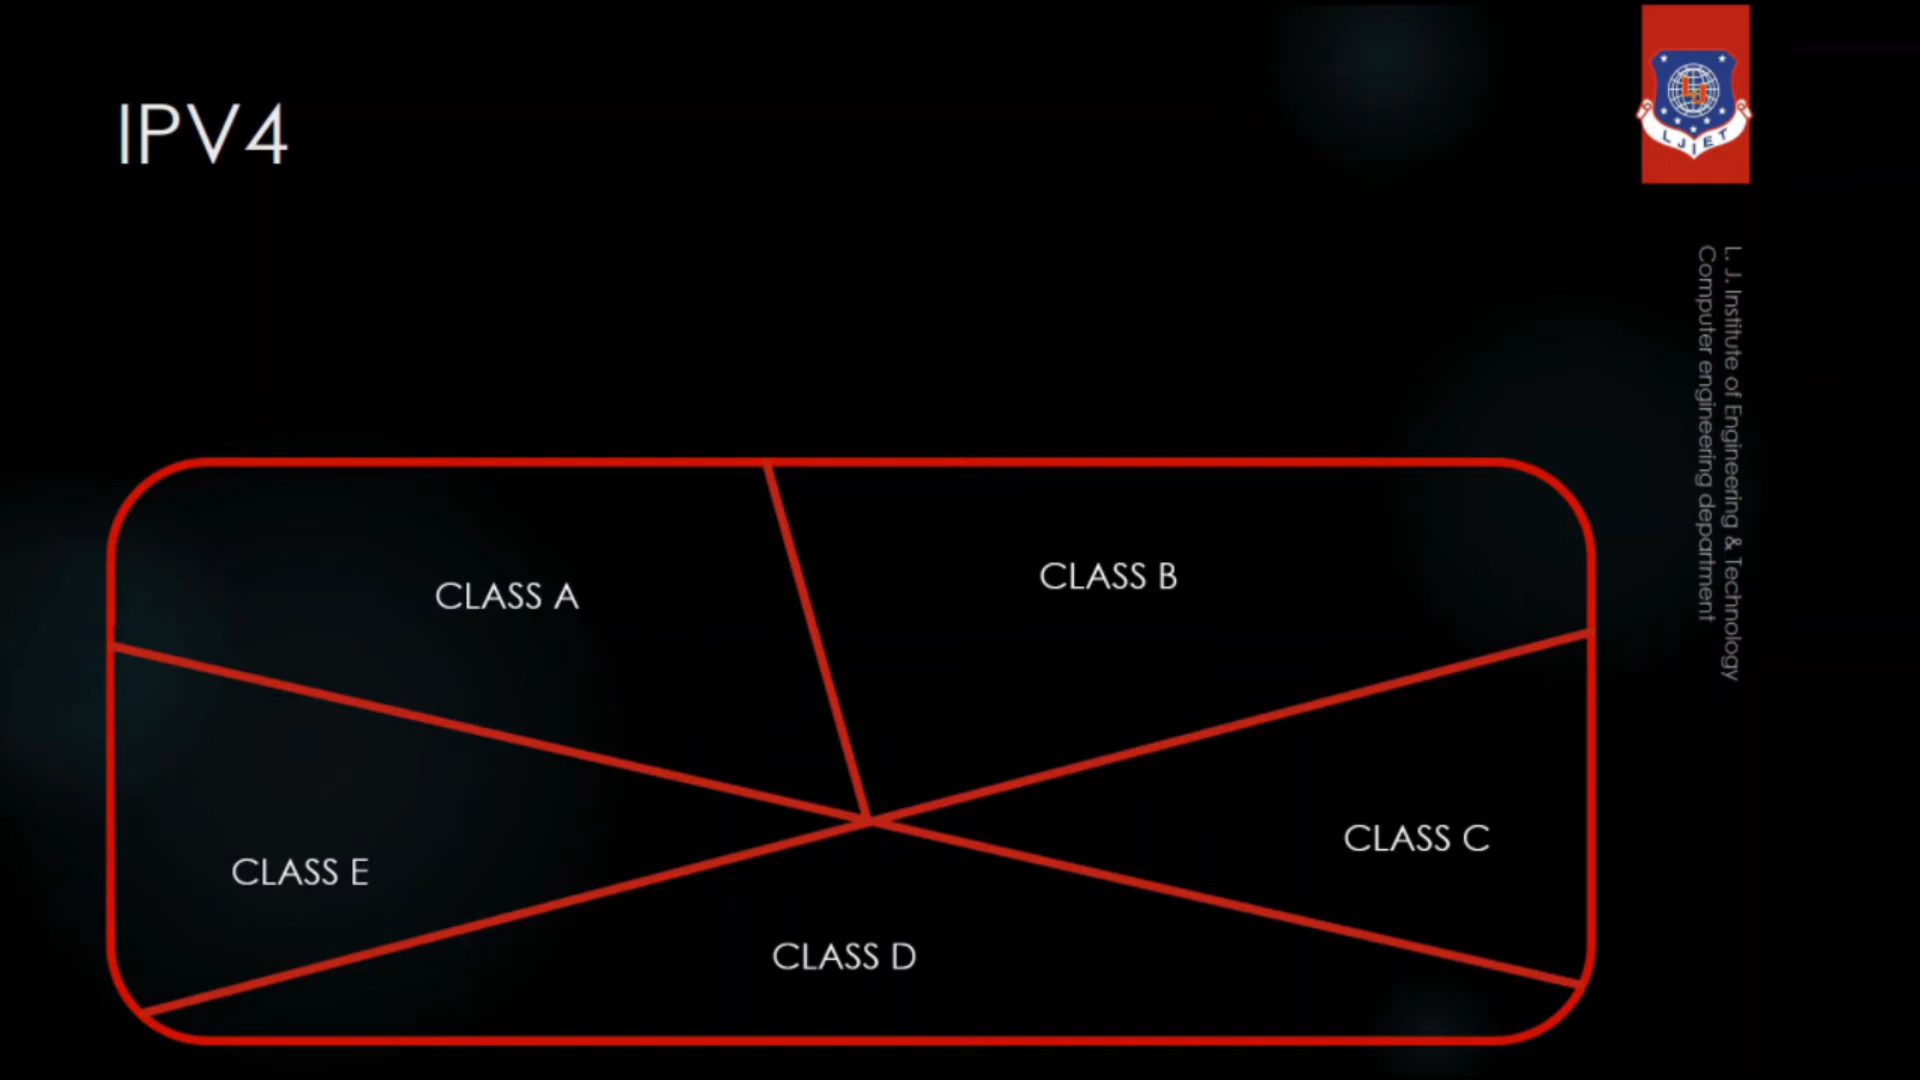 IPV4
LJIET
L. J. Institute of Engineering & Technology
Computer engineering department
CLASS A
CLASS B
CLASS C
CLASS E
CLASS D